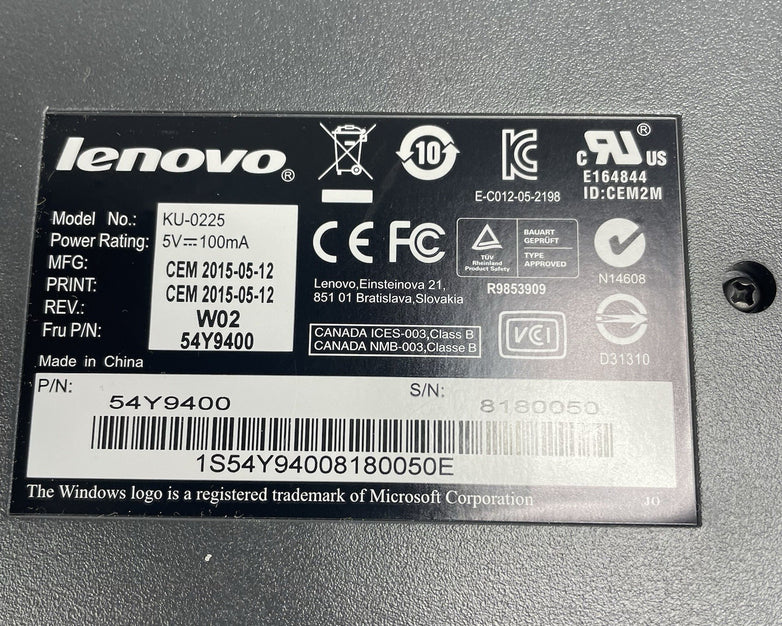 lenovo®
10
E-C012-05-2198
C RU® US
E164844
ID:CEM2M
Model No.: KU-0225
Power Rating: 5V⎓100mA
MFG: CEM 2015-05-12
PRINT: CEM 2015-05-12
REV.: W02
Fru P/N: 54Y9400
Made in China
CE FC
TÜV
Rheinland
Product Safety
BAUART
GEPRÜFT
TYPE
APPROVED
R9853909
N14608
Lenovo,Einsteinova 21,
851 01 Bratislava,Slovakia
CANADA ICES-003,Class B
CANADA NMB-003,Classe B
VCI
D31310
P/N: 54Y9400
S/N: 8180050
1S54Y94008180050E
The Windows logo is a registered trademark of Microsoft Corporation
JO